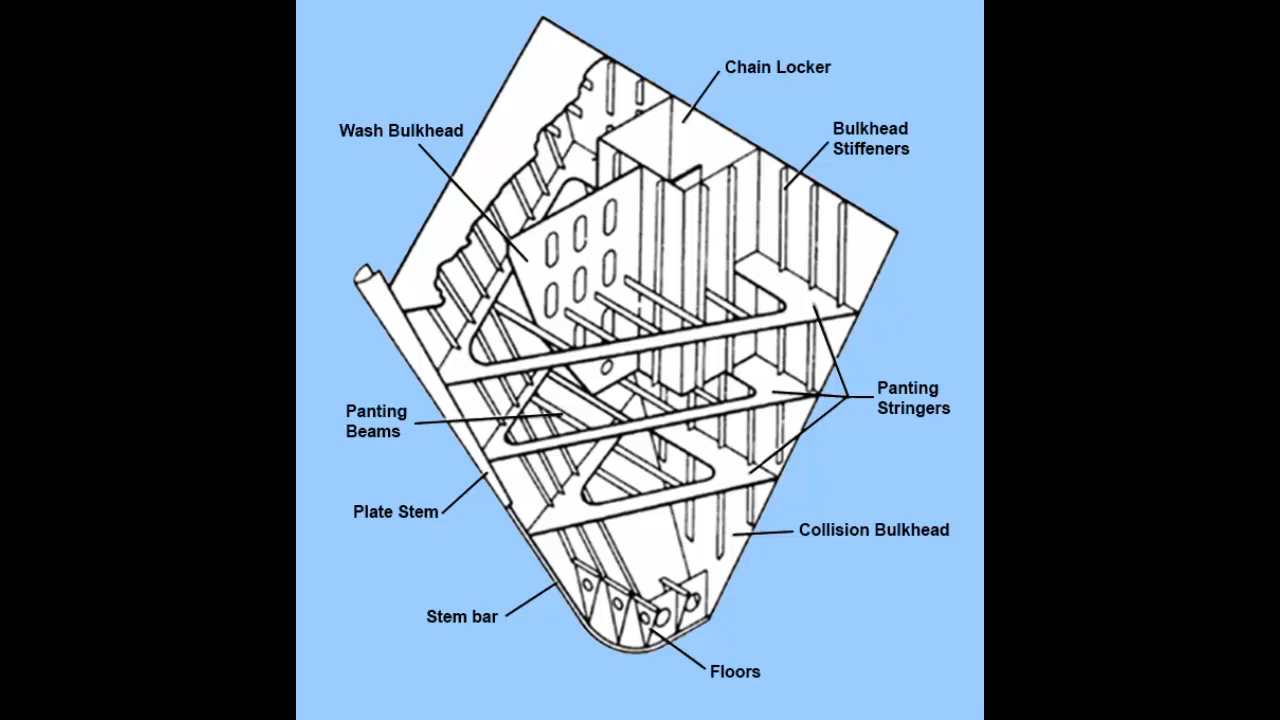 Chain Locker
Wash Bulkhead
Bulkhead
Stiffeners
Panting
Stringers
Panting
Beams
Plate Stem
Collision Bulkhead
Stem bar
Floors